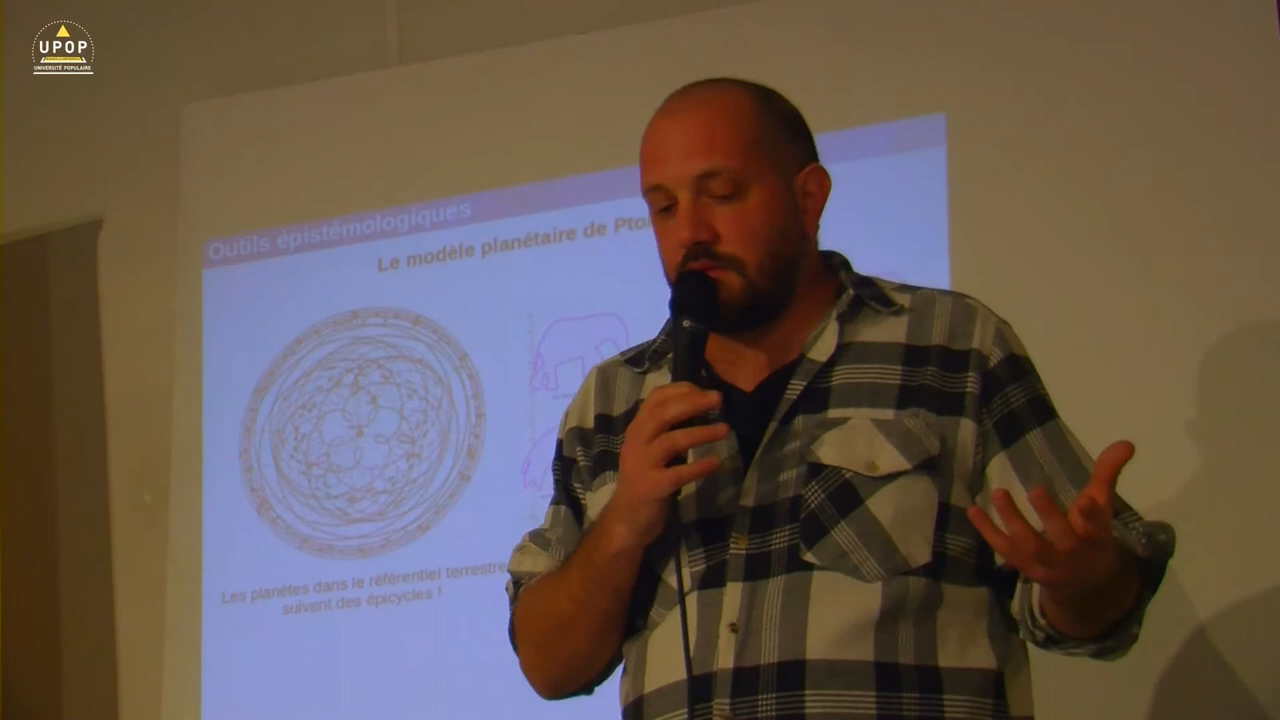 UPOP
UNIVERSITÉ POPULAIRE
Outils épistémologiques
Le modèle planétaire de
Les planètes dans le référentiel terrestre
suivent des épicycles !